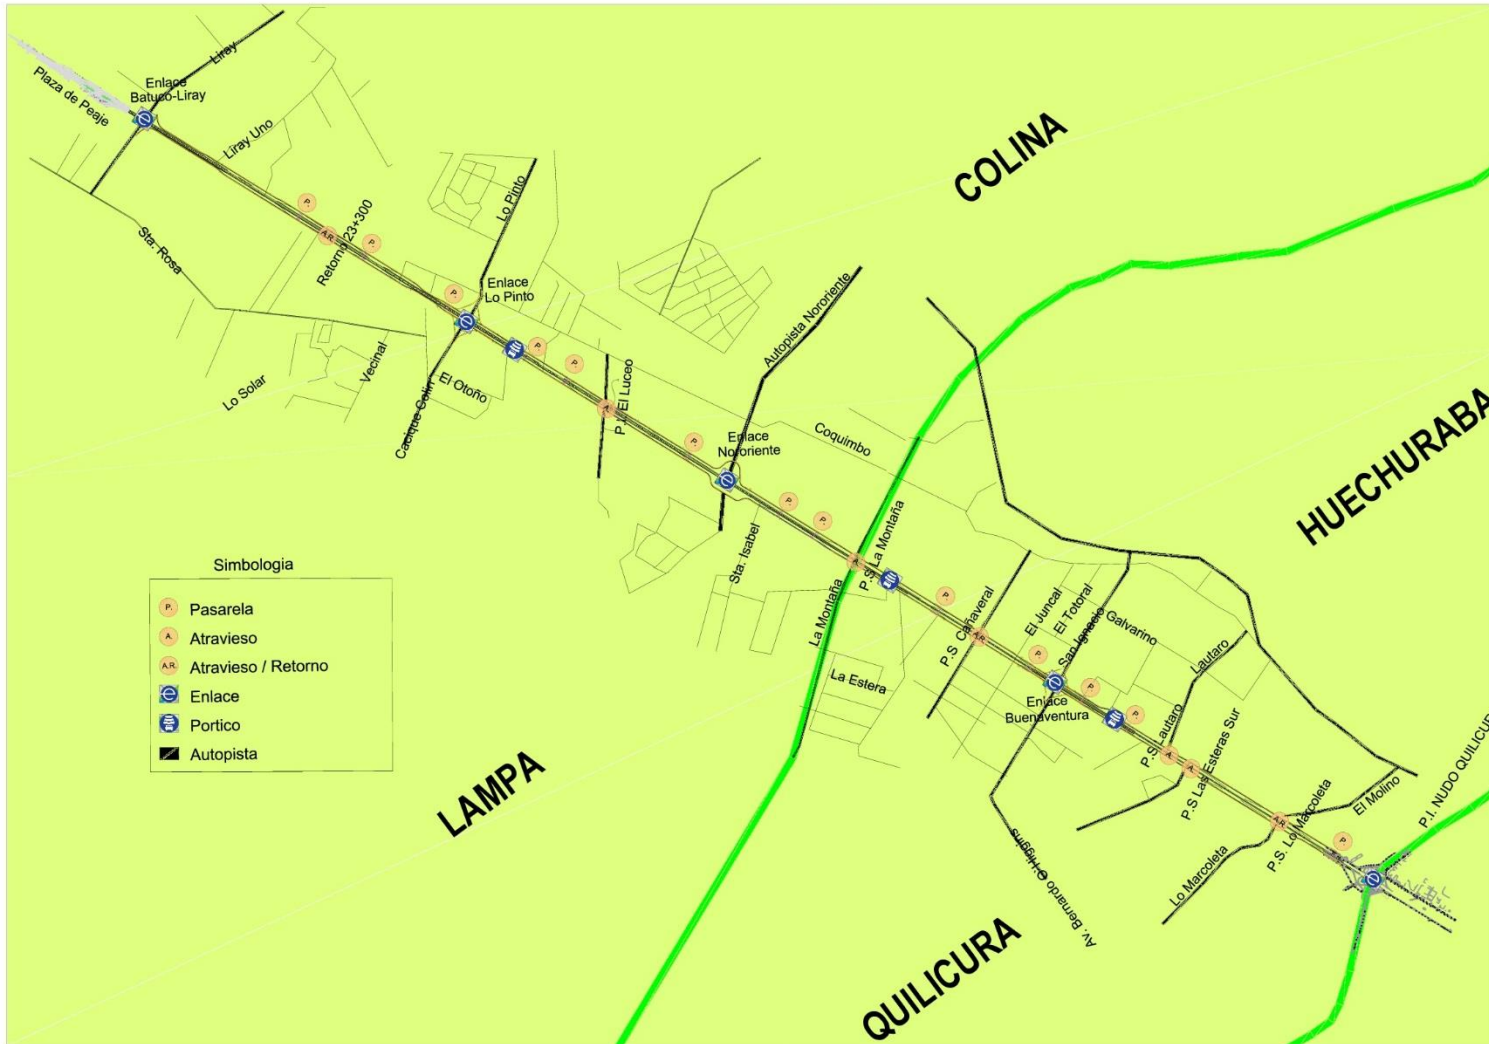 Liray
Plaza de Peaje
Enlace
Batuco-Liray
Liray Uno
P.
A.R.
P.
Retorno 23+300
Sta. Rosa
Lo Pinto
COLINA
P.
Enlace
Lo Pinto
P.
P.
Lo Solar
Vecinal
El Otoño
Cacique Colin
A.
P.I. El Luceo
Autopista Nororiente
P.
Enlace
Nororiente
Coquimbo
HUECHURABA
P.
P.
Sta. Isabel
A.
P.S. La Montaña
La Montaña
P.
P.S. Cañaveral
A.R.
El Juncal
El Totoral
San Ignacio
Galvarino
Lautaro
La Estera
P.
P.
P.
Enlace
Buenaventura
P.S. Lautaro
A.
A.
P.S Las Esteras Sur
Simbologia
P. Pasarela
A. Atravieso
A.R. Atravieso / Retorno
Enlace
Portico
Autopista
LAMPA
A.R.
P.S. Lo Marcoleta
El Molino
P.
Lo Marcoleta
P.I. NUDO QUILICUR
Av. Bernardo O'Higgins
QUILICURA